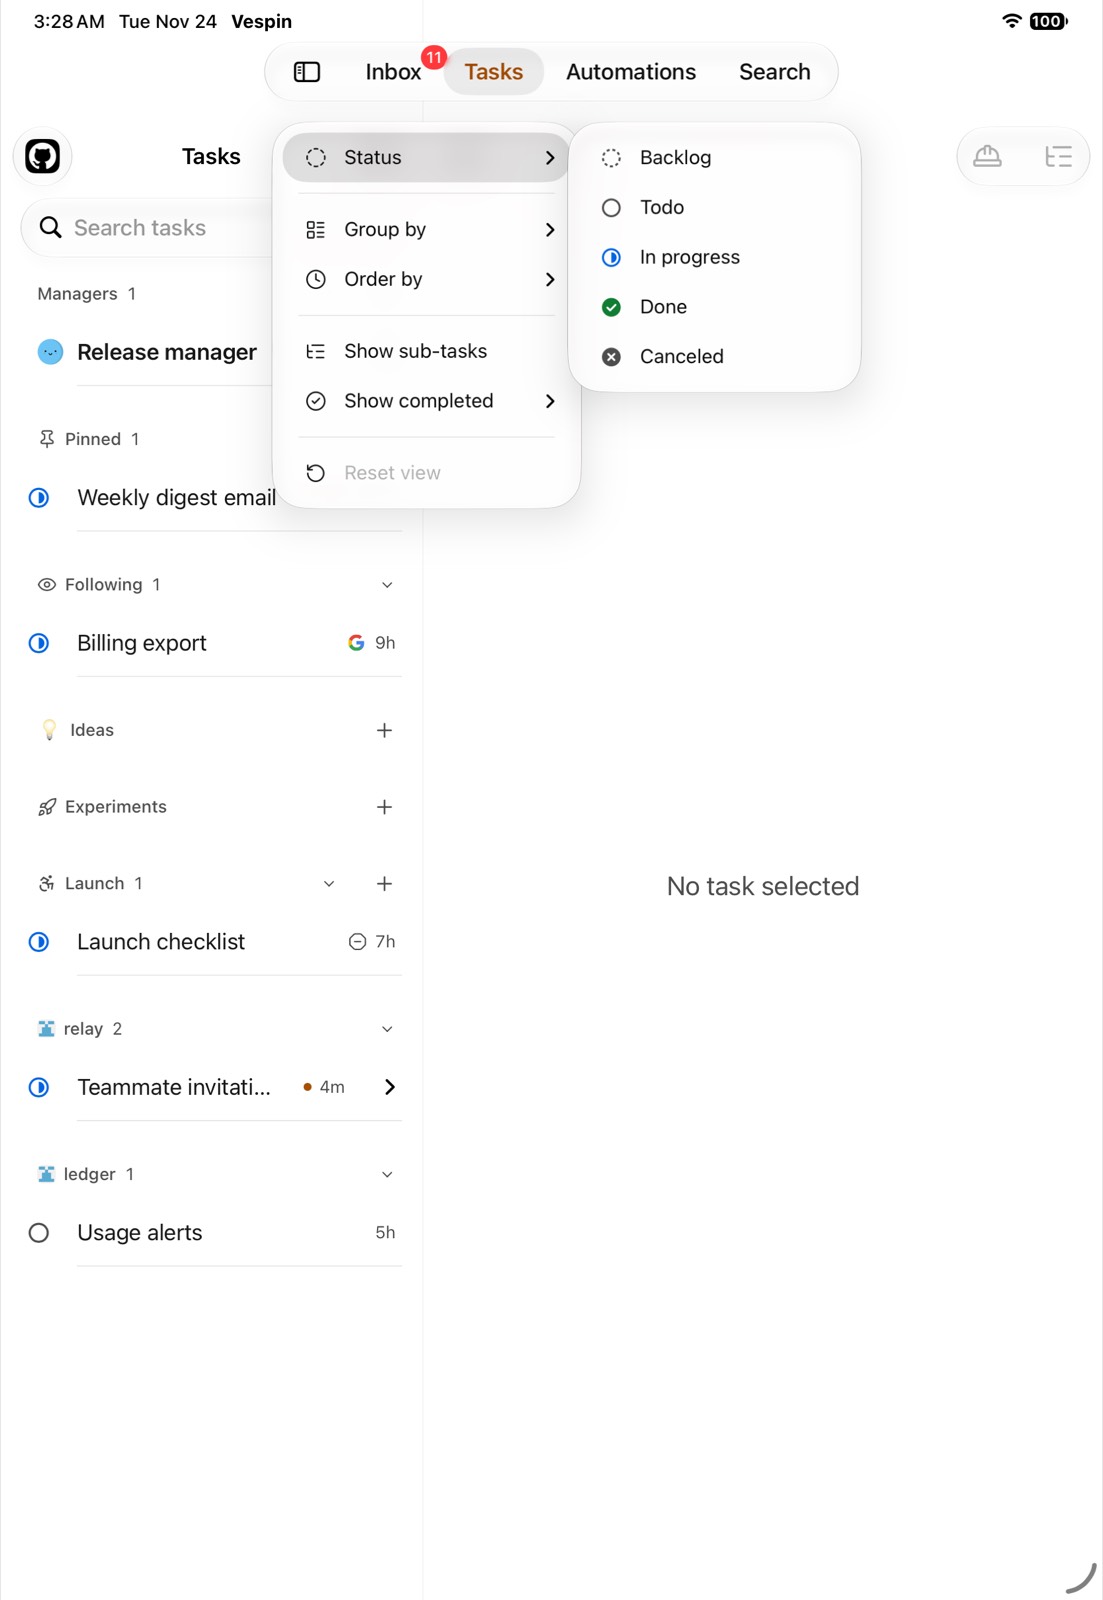 3:28 AM Tue Nov 24 Vespin
100
Inbox 11 Tasks Automations Search
Tasks
Search tasks
Status
Group by
Order by
Show sub-tasks
Show completed
Reset view
Backlog
Todo
In progress
Done
Canceled
Managers 1
Release manager
Pinned 1
Weekly digest email
Following 1
Billing export 9h
Ideas
Experiments
Launch 1
Launch checklist 7h
relay 2
Teammate invitati... 4m
ledger 1
Usage alerts 5h
No task selected